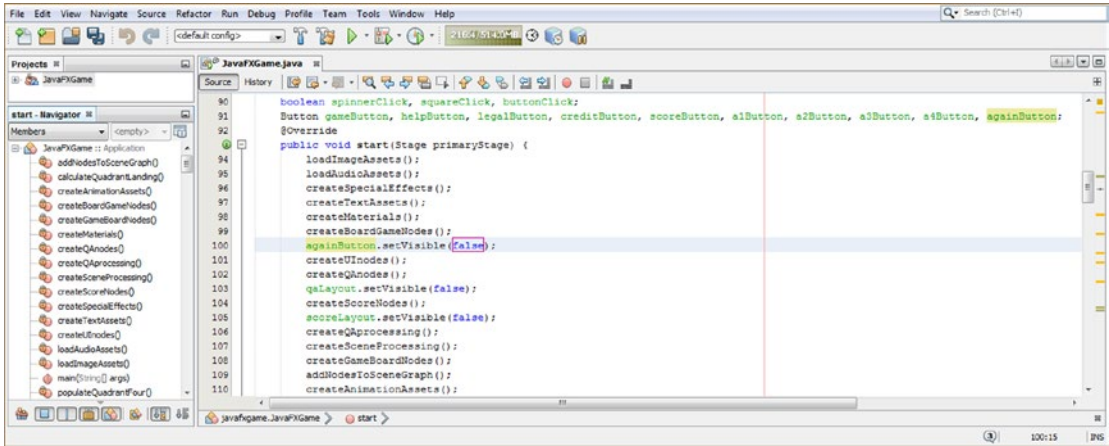 File Edit View Navigate Source Refactor Run Debug Profile Team Tools Window Help
Search (Ctrl+I)
<default config>
Projects
JavaFXGame
start - Navigator
Members
<empty>
JavaFXGame :: Application
addNodesToSceneGraph()
calculateQuadrantLanding()
createAnimationAssets()
createBoardGameNodes()
createGameBoardNodes()
createMaterials()
createQAnodes()
createQAprocessing()
createSceneProcessing()
createScoreNodes()
createSpecialEffects()
createTextAssets()
createUInodes()
loadAudioAssets()
loadImageAssets()
main(String[] args)
populateQuadrantFour()
JavaFXGame.java
Source History
90 boolean spinnerClick, squareClick, buttonClick;
91 Button gameButton, helpButton, legalButton, creditButton, scoreButton, a1Button, a2Button, a3Button, a4Button, againButton;
92 @Override
public void start(Stage primaryStage) {
94 loadImageAssets();
95 loadAudioAssets();
96 createSpecialEffects();
97 createTextAssets();
98 createMaterials();
99 createBoardGameNodes();
100 againButton.setVisible(false);
101 createUInodes();
102 createQAnodes();
103 qaLayout.setVisible(false);
104 createScoreNodes();
105 scoreLayout.setVisible(false);
106 createQAprocessing();
107 createSceneProcessing();
108 createGameBoardNodes();
109 addNodesToSceneGraph();
110 createAnimationAssets();
javafxgame.JavaFXGame start
100:15 INS